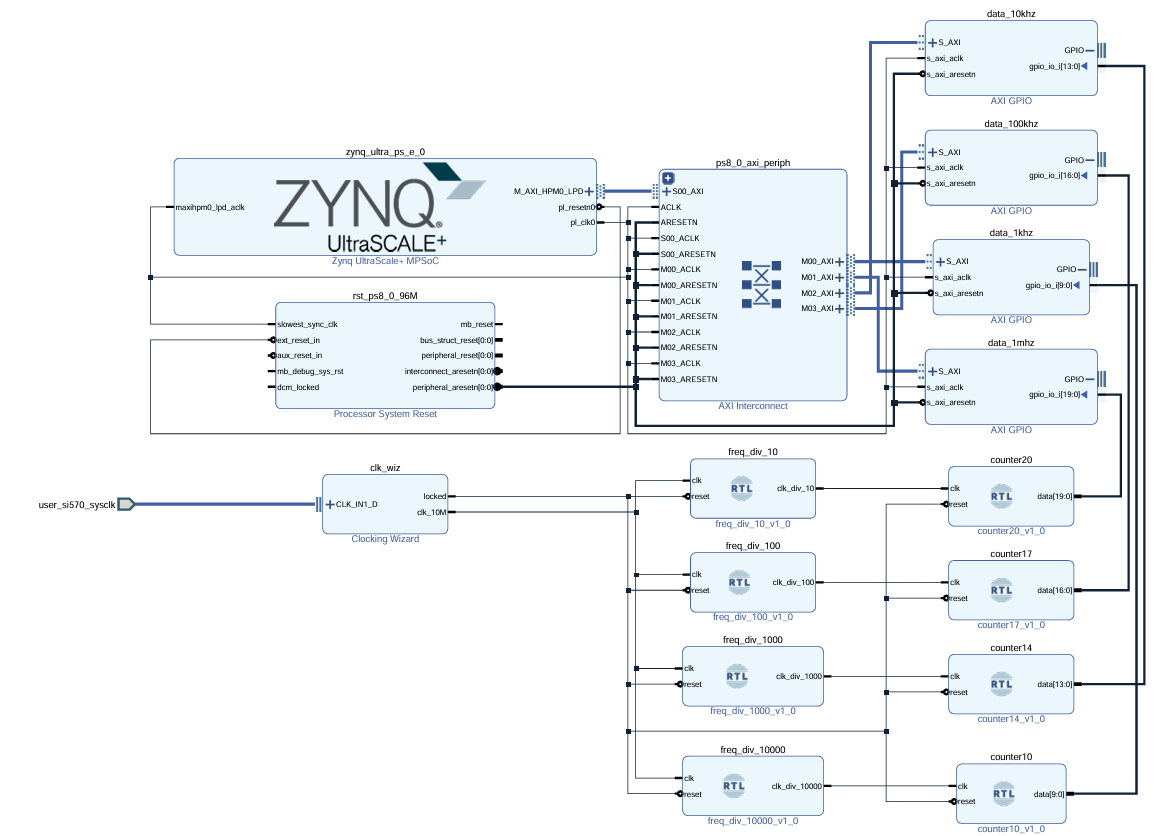 data_10khz
S_AXI
s_axi_aclk
s_axi_aresetn
GPIO
gpio_io_i[13:0]
AXI GPIO
data_100khz
S_AXI
s_axi_aclk
s_axi_aresetn
GPIO
gpio_io_i[16:0]
AXI GPIO
zynq_ultra_ps_e_0
maxihpm0_lpd_aclk
ZYNQ
UltraSCALE+
M_AXI_HPM0_LPD
pl_resetn0
pl_clk0
Zynq UltraScale+ MPSoC
ps8_0_axi_periph
S00_AXI
ACLK
ARESETN
S00_ACLK
S00_ARESETN
M00_ACLK
M00_ARESETN
M01_ACLK
M01_ARESETN
M02_ACLK
M02_ARESETN
M03_ACLK
M03_ARESETN
M00_AXI
M01_AXI
M02_AXI
M03_AXI
AXI Interconnect
data_1khz
S_AXI
s_axi_aclk
s_axi_aresetn
GPIO
gpio_io_i[9:0]
AXI GPIO
rst_ps8_0_96M
slowest_sync_clk
ext_reset_in
aux_reset_in
mb_debug_sys_rst
dcm_locked
mb_reset
bus_struct_reset[0:0]
peripheral_reset[0:0]
interconnect_aresetn[0:0]
peripheral_aresetn[0:0]
Processor System Reset
data_1mhz
S_AXI
s_axi_aclk
s_axi_aresetn
GPIO
gpio_io_i[19:0]
AXI GPIO
user_si570_sysclk
clk_wiz
CLK_IN1_D
locked
clk_10M
Clocking Wizard
freq_div_10
clk
reset
RTL
clk_div_10
freq_div_10_v1_0
counter20
clk
reset
RTL
data[19:0]
counter20_v1_0
freq_div_100
clk
reset
RTL
clk_div_100
freq_div_100_v1_0
counter17
clk
reset
RTL
data[16:0]
counter17_v1_0
freq_div_1000
clk
reset
RTL
clk_div_1000
freq_div_1000_v1_0
counter14
clk
reset
RTL
data[13:0]
counter14_v1_0
freq_div_10000
clk
reset
RTL
clk_div_10000
freq_div_10000_v1_0
counter10
clk
reset
RTL
data[9:0]
counter10_v1_0